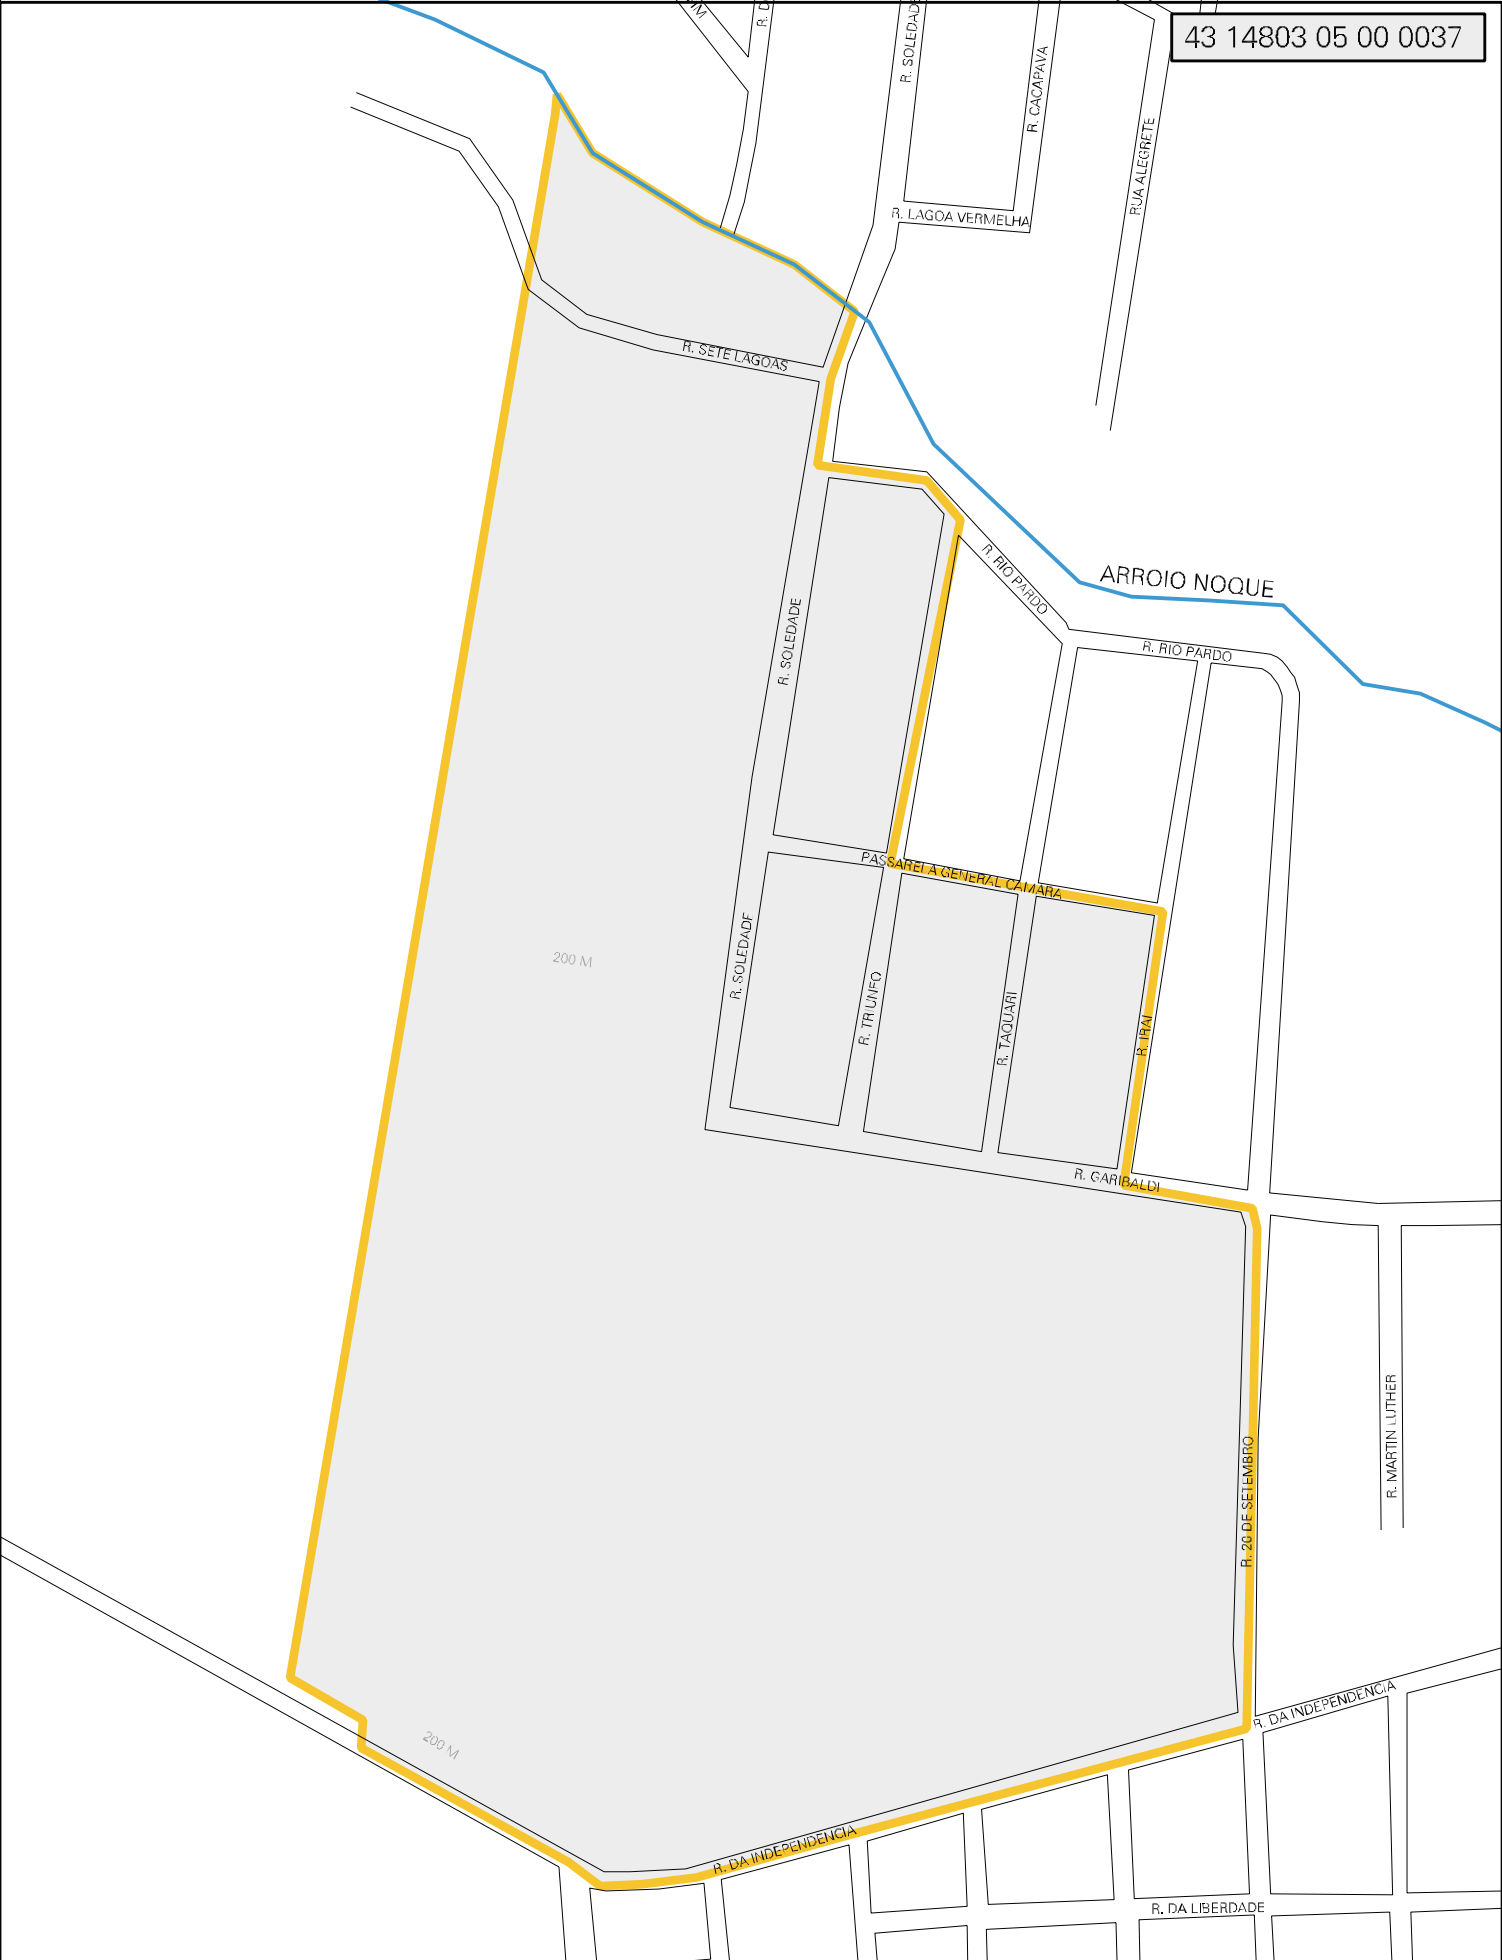 43 14803 05 00 0037
R. SOLEDADE
R. CACAPAVA
RUA ALEGRETE
R. LAGOA VERMELHA
R. SETE LAGOAS
R. RIO PARDO
ARROIO NOQUE
R. RIO PARDO
R. SOLEDADE
PASSARELA GENERAL CAMARA
R. SOLEDADE
200 M
R. TRIUNFO
R. TAQUARI
R. IRAI
R. GARIBALDI
R. MARTIN LUTHER
R. 20 DE SETEMBRO
R. DA INDEPENDENCIA
200 M
R. DA INDEPENDENCIA
R. DA LIBERDADE